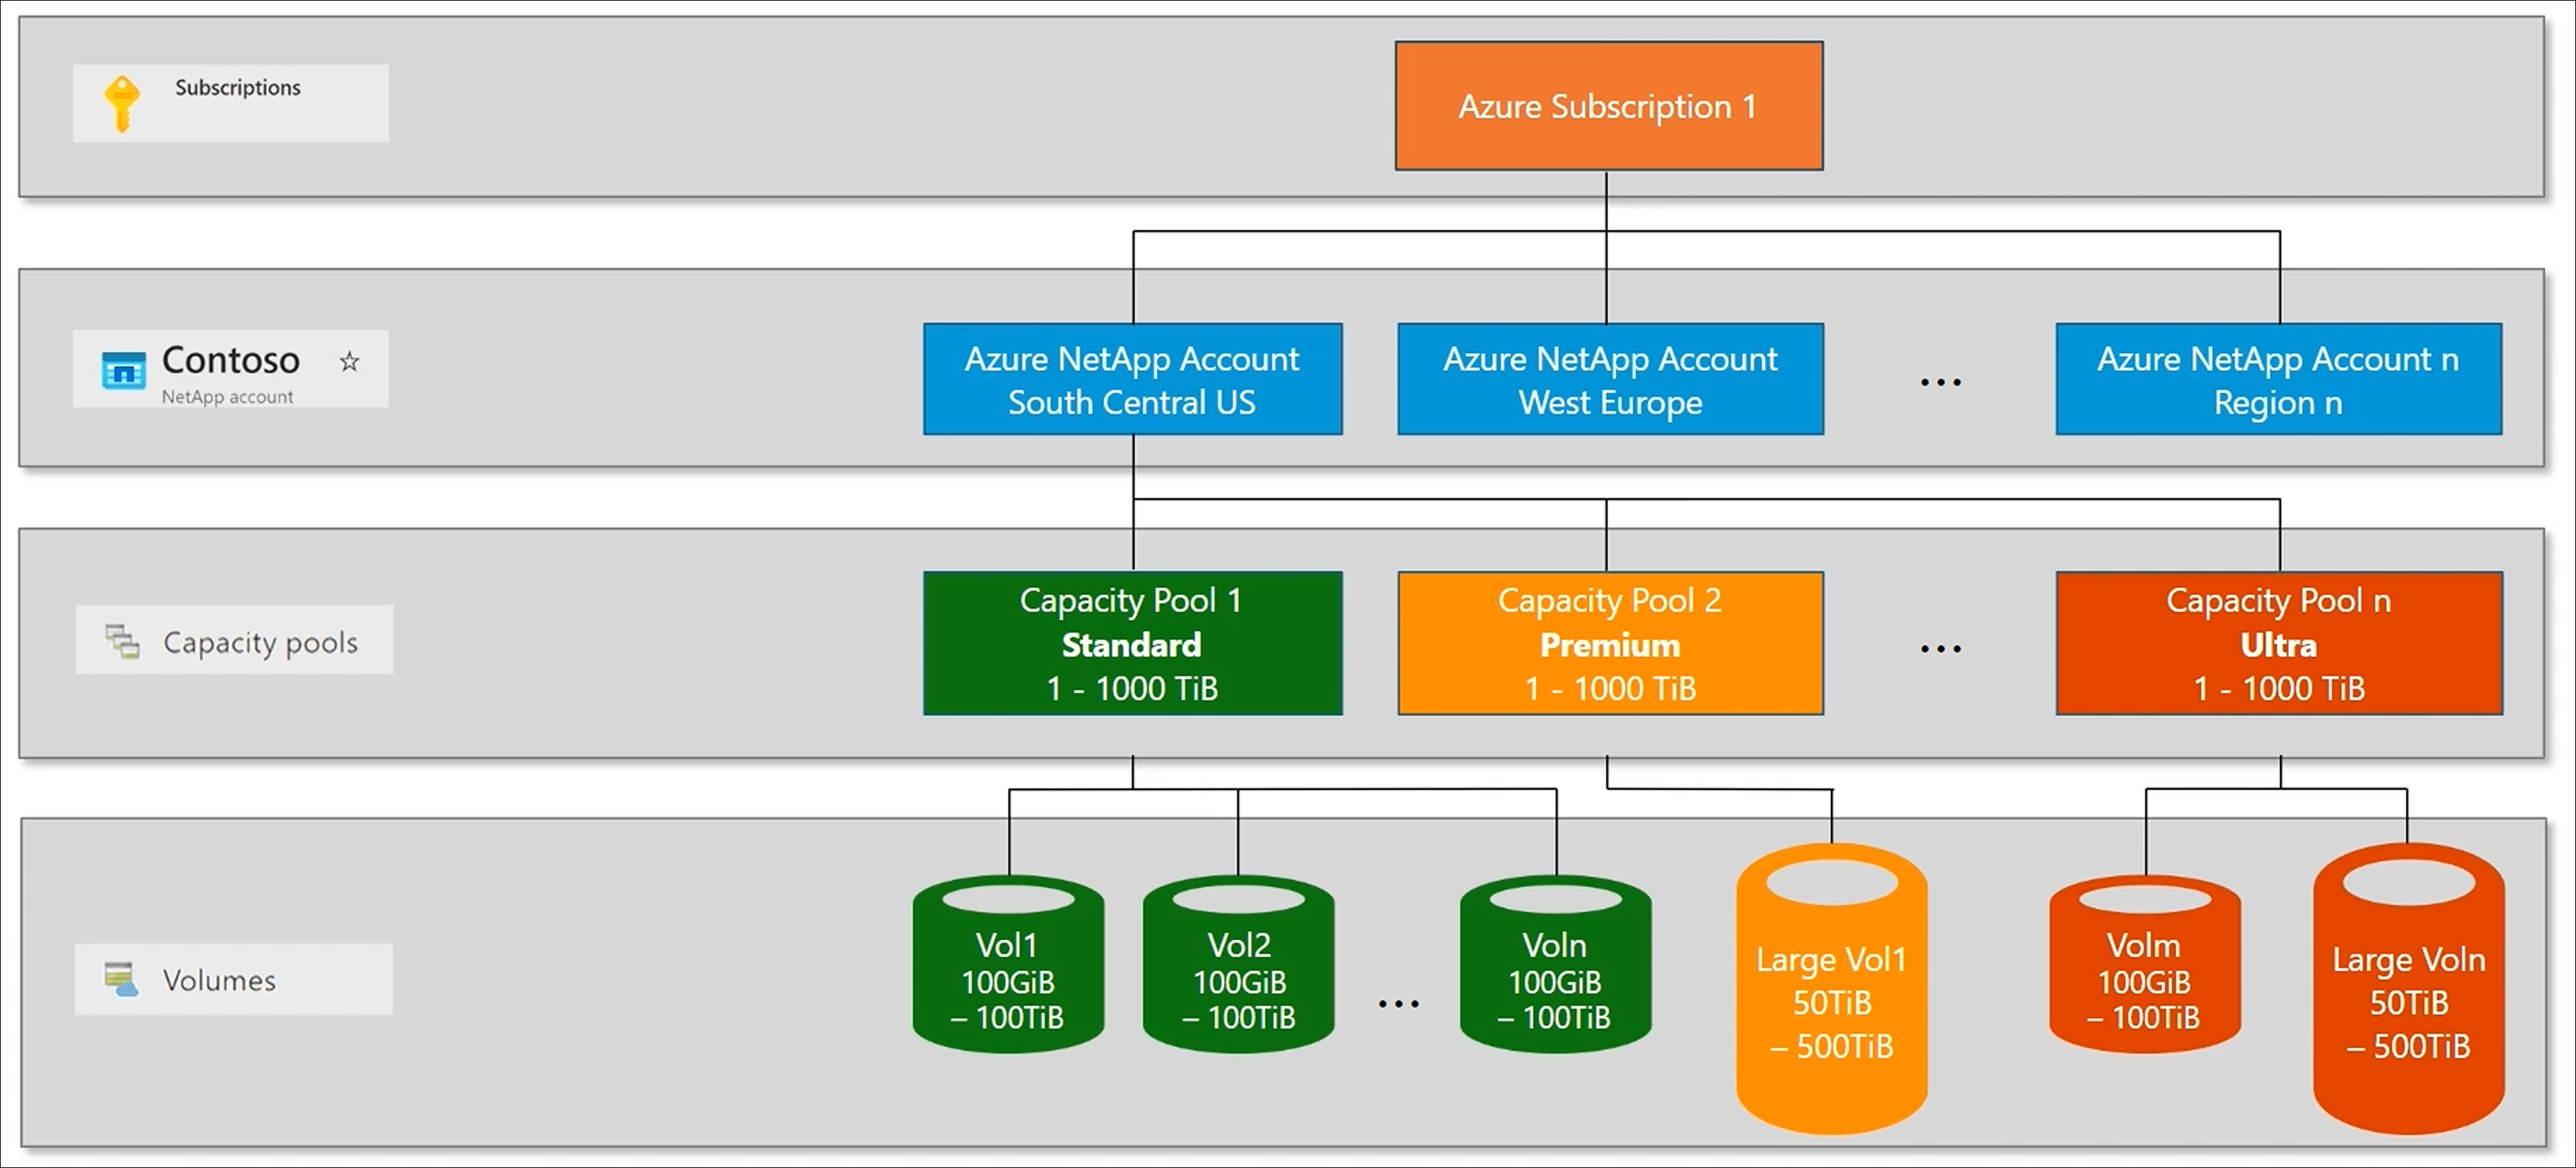 Subscriptions
Azure Subscription 1
Contoso ☆
NetApp account
Azure NetApp Account
South Central US
Azure NetApp Account
West Europe
...
Azure NetApp Account n
Region n
Capacity pools
Capacity Pool 1
Standard
1 - 1000 TiB
Capacity Pool 2
Premium
1 - 1000 TiB
...
Capacity Pool n
Ultra
1 - 1000 TiB
Volumes
Vol1
100GiB
– 100TiB
Vol2
100GiB
– 100TiB
...
Voln
100GiB
– 100TiB
Large Vol1
50TiB
– 500TiB
Volm
100GiB
– 100TiB
Large Voln
50TiB
– 500TiB